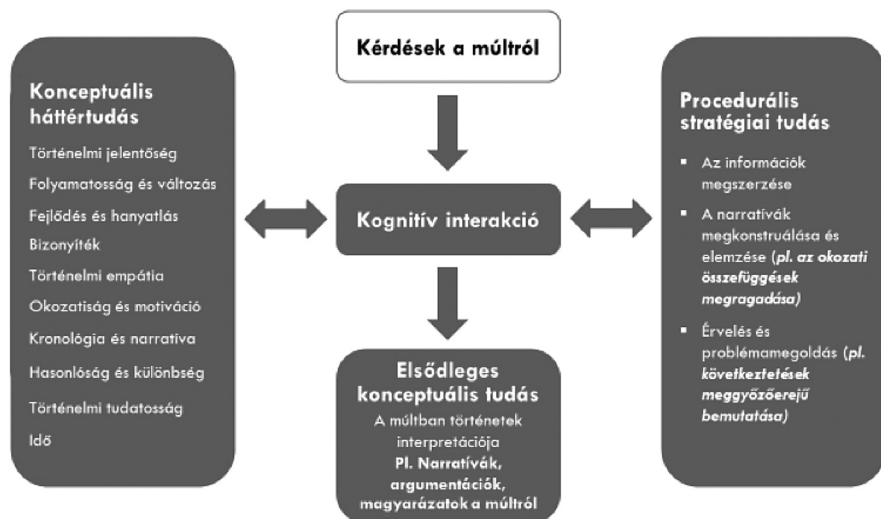 Kérdések a múltról
Konceptuális
háttértudás
Történelmi jelentőség
Folyamatosság és változás
Fejlődés és hanyatlás
Bizonyíték
Történelmi empátia
Okozatiság és motiváció
Kronológia és narratíva
Hasonlóság és különbség
Történelmi tudatosság
Idő
Kognitív interakció
Elsődleges
konceptuális tudás
A múltban történetek
interpretációja
Pl. Narratívák,
argumentációk,
magyarázatok a múltról
Procedurális
stratégiai tudás
▪ Az információk
megszerzése
▪ A narratívák
megkonstruálása és
elemzése (pl. az okozati
összefüggések
megragadása)
▪ Érvelés és
problémamegoldás (pl.
következtetések
meggyőzőerejű
bemutatása)